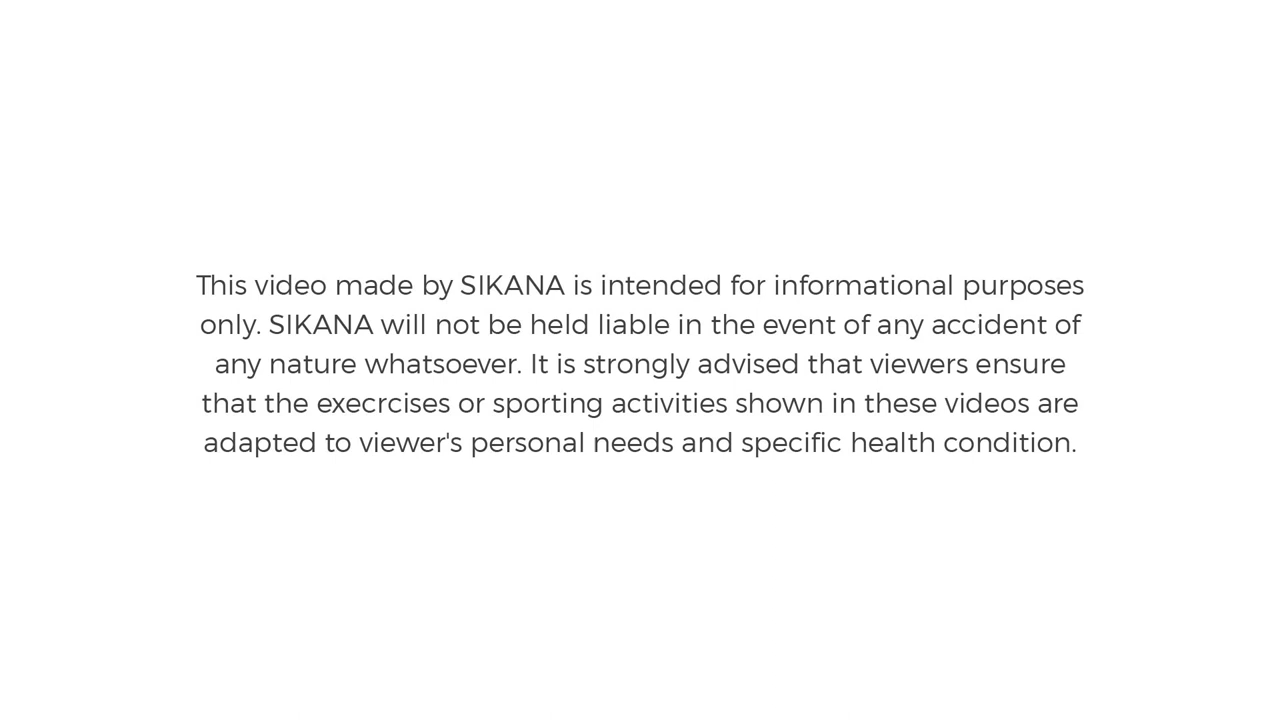 This video made by SIKANA is intended for informational purposes
only. SIKANA will not be held liable in the event of any accident of
any nature whatsoever. It is strongly advised that viewers ensure
that the execrcises or sporting activities shown in these videos are
adapted to viewer's personal needs and specific health condition.